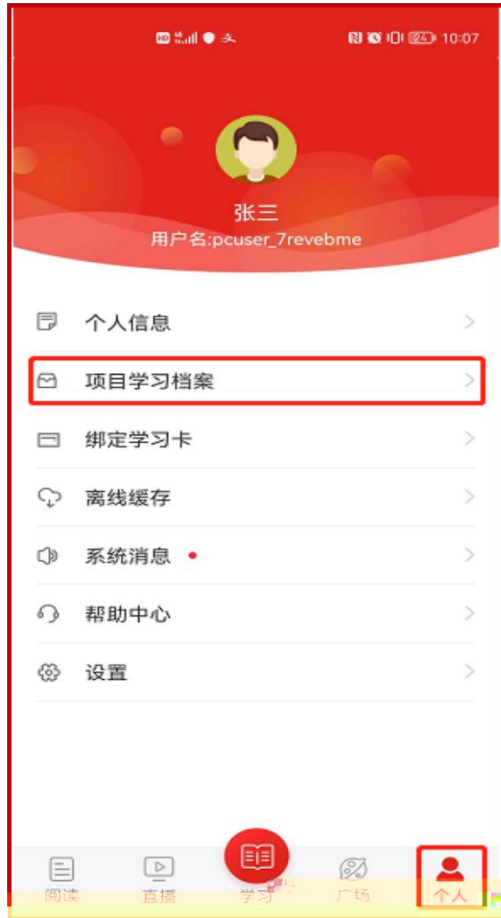 HD 10:07
张三
用户名:pcuser_7revebme
个人信息
项目学习档案
绑定学习卡
离线缓存
系统消息
帮助中心
设置
阅读 直播 学习 广场 个人